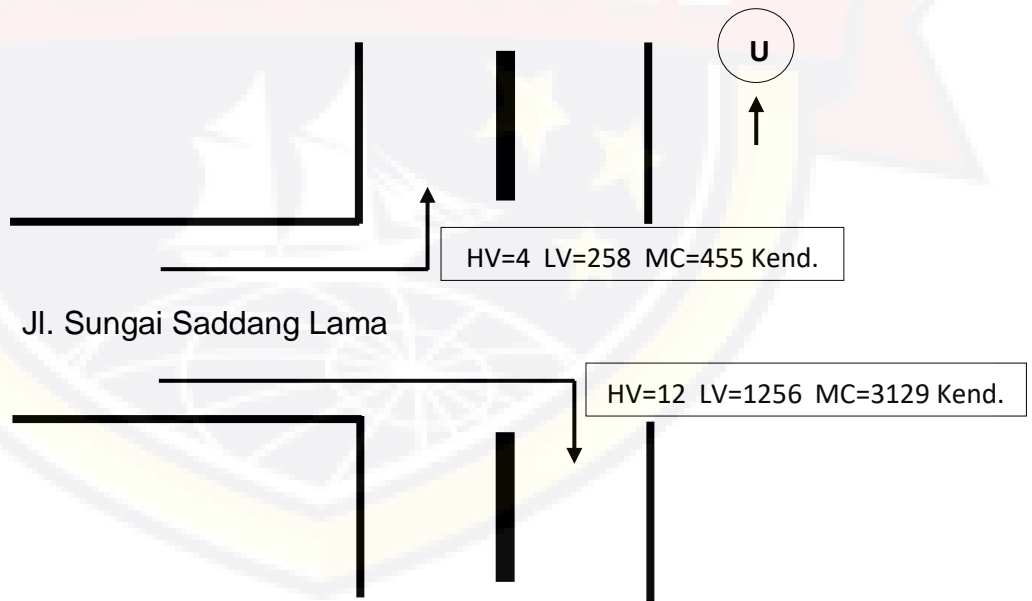 U
HV=4 LV=258 MC=455 Kend.
Jl. Sungai Saddang Lama
HV=12 LV=1256 MC=3129 Kend.